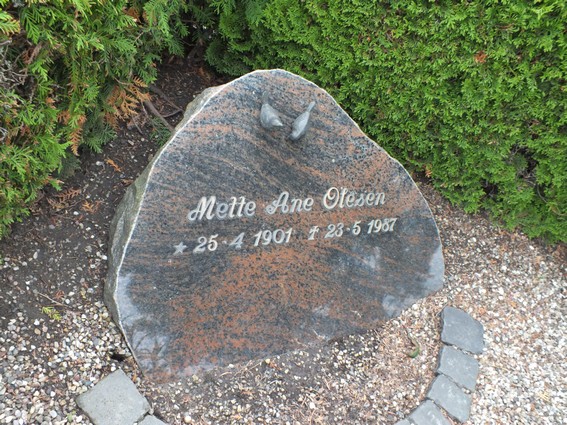 Mette Ane Olesen
★ 25-4 1901 ✝ 23-5 1987